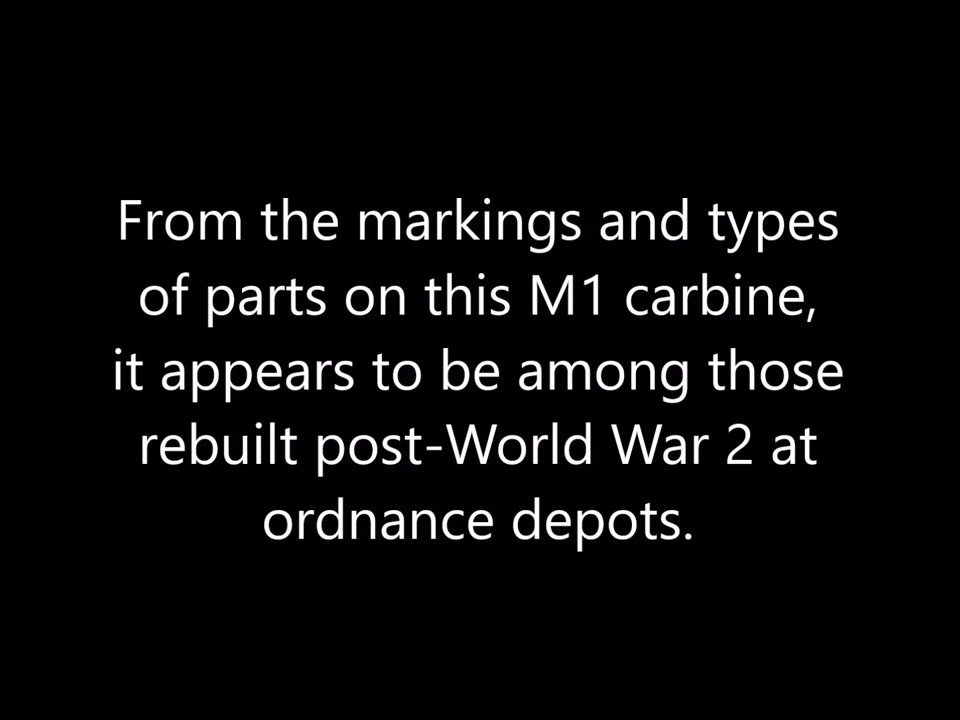 From the markings and types
of parts on this M1 carbine,
it appears to be among those
rebuilt post-World War 2 at
ordnance depots.